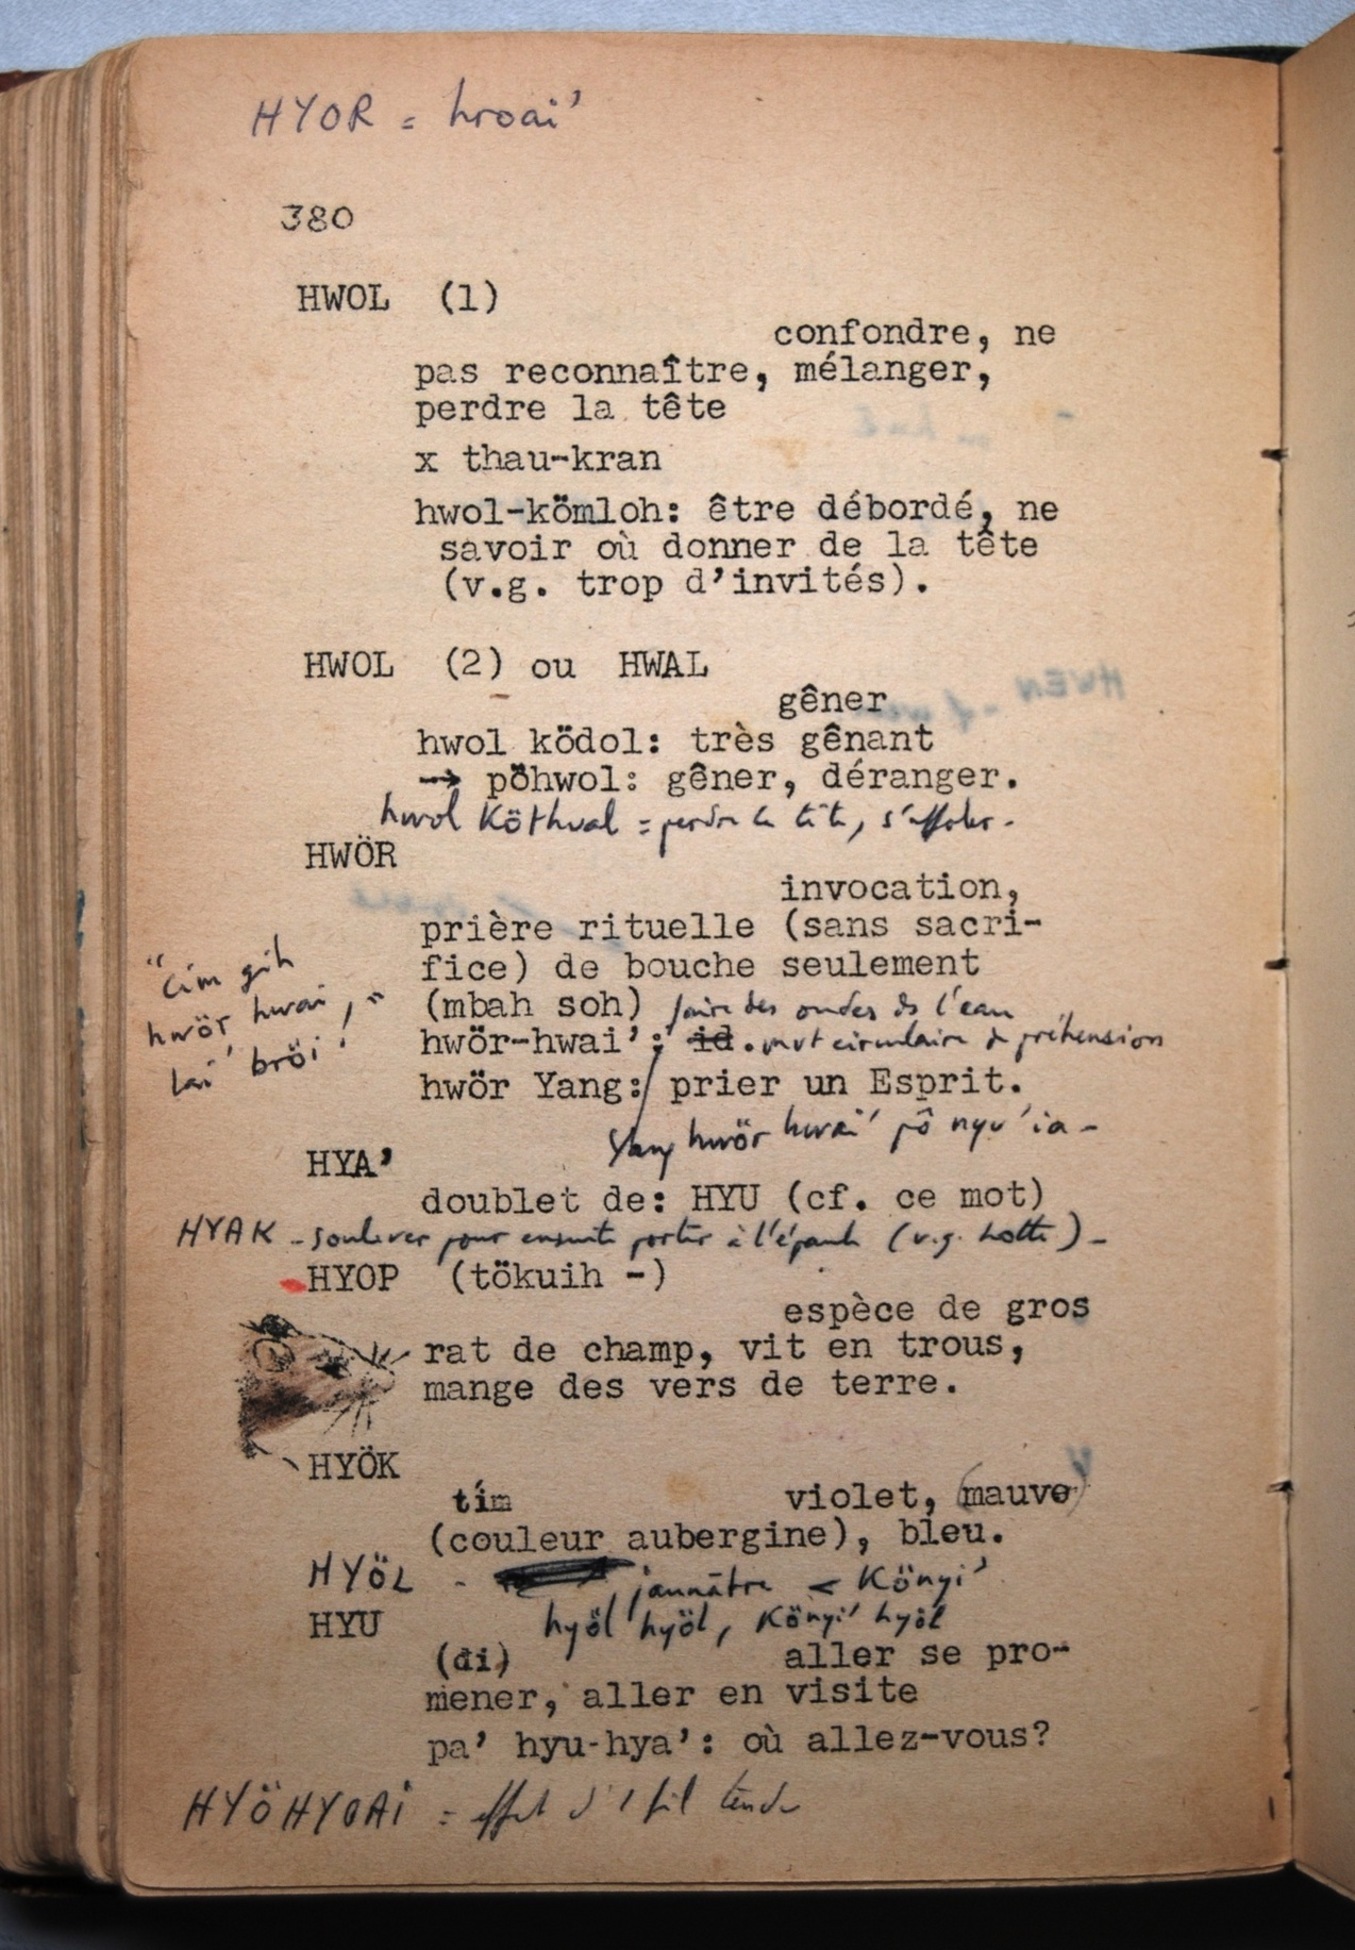 HYOR = hroai'
380
HWOL (1)
confondre, ne
pas reconnaître, mélanger,
perdre la tête
x thau-kran
hwol-kömloh: être débordé, ne
savoir où donner de la tête
(v.g. trop d'invités).
HWOL (2) ou HWAL
gêner
hwol ködol: très gênant
→ pöhwol: gêner, déranger.
hwol Köthwal = perdre la tête, s'affoler -
HWÖR
invocation,
prière rituelle (sans sacri-
fice) de bouche seulement
(mbah soh) faire des ondes ds l'eau
hwör-hwai': id. mvt circulaire de préhension
hwör Yang: prier un Esprit.
Yang hwör hwai' pô nyu 'ia -
"cim gih
hwör hwai,"
lai' bröi!
HYA'
doublet de: HYU (cf. ce mot)
HYAK - soulever pour ensuite porter à l'épaule (v.g. hotte) -
HYOP (tökuih -)
espèce de gros
rat de champ, vit en trous,
mange des vers de terre.
HYÖK
tím violet, (mauve)
(couleur aubergine), bleu.
HYÖL - jaunâtre < Könyi'
hyöl hyöl, Könyi' hyöl
HYU
(đi) aller se pro-
mener, aller en visite
pa' hyu-hya': où allez-vous?
HYÖHYOAI = effet d'1 fil tendu